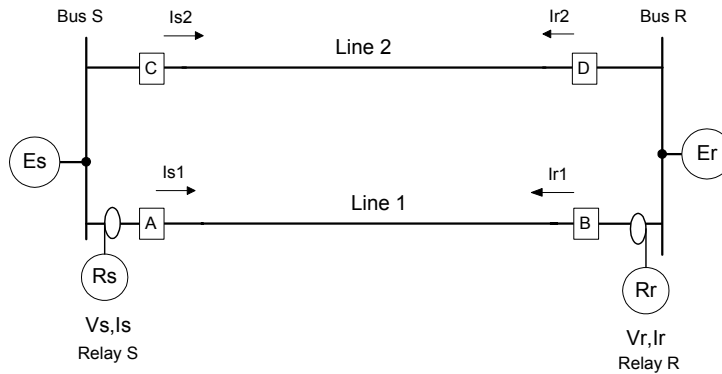 Bus S
Is2
Ir2
Bus R
Line 2
C
D
Es
Er
Is1
Ir1
Line 1
A
B
Rs
Rr
Vs,Is
Relay S
Vr,Ir
Relay R